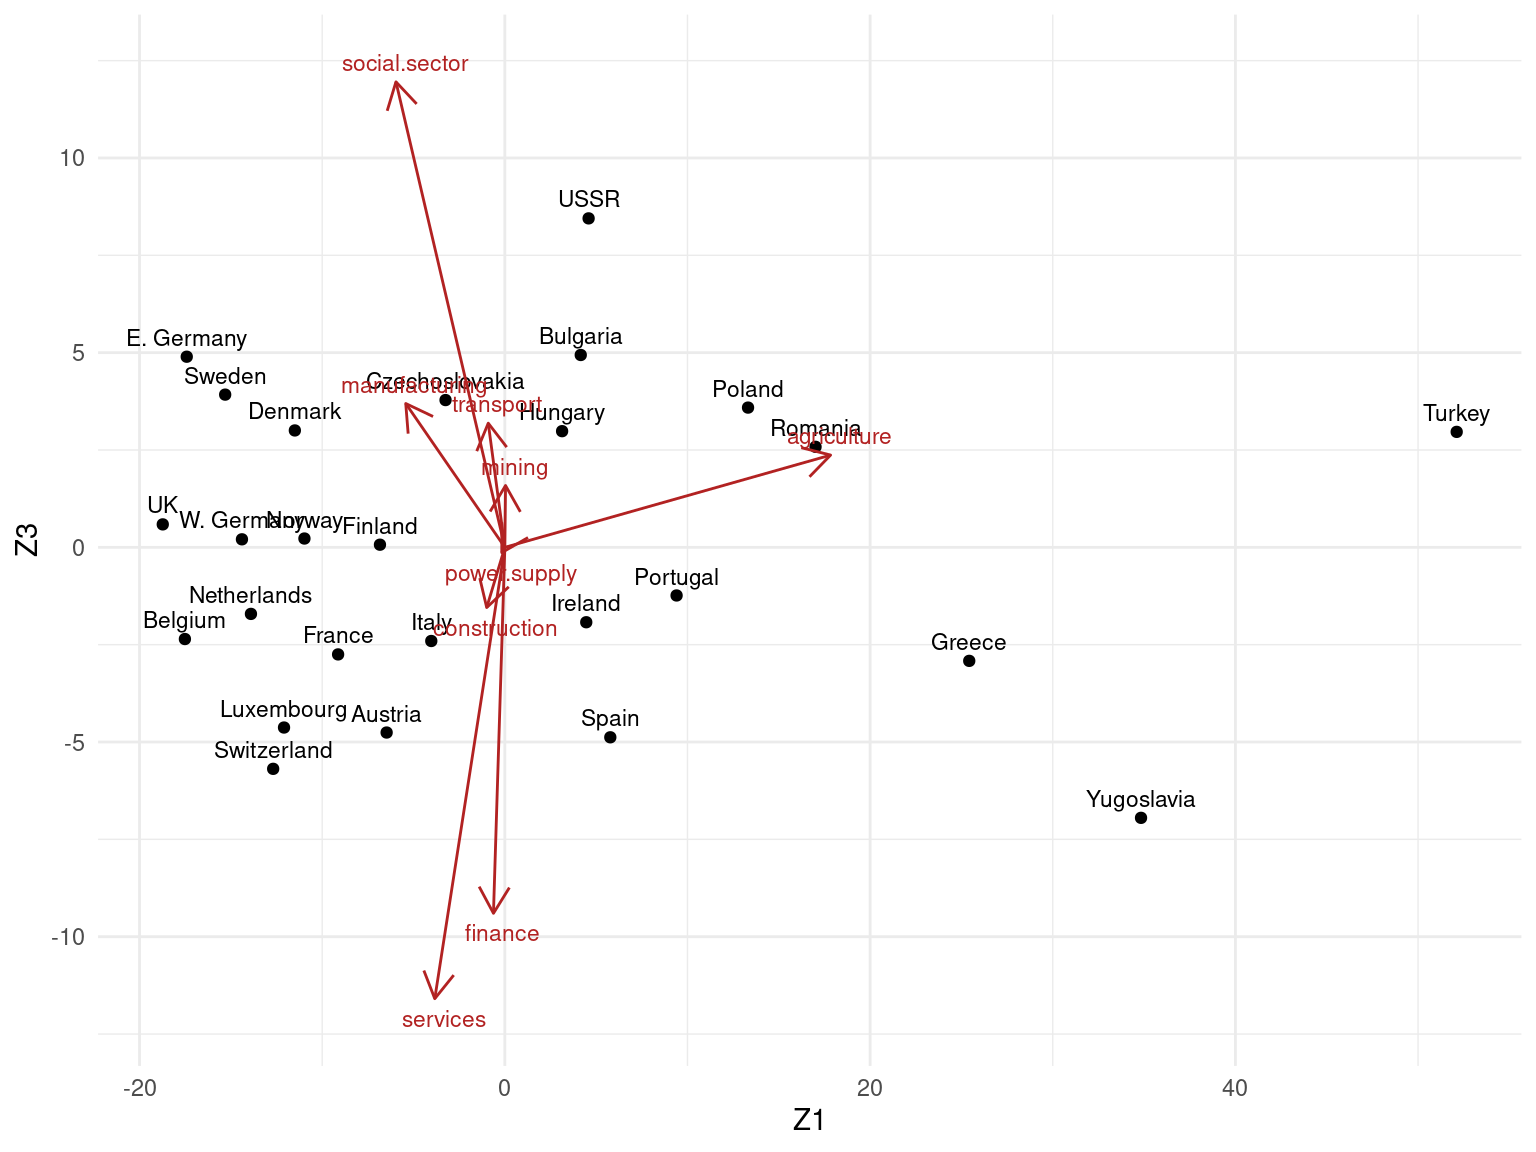 social.sector
10
USSR
E. Germany
Bulgaria
5
Sweden
Czechoslovakia
manufacturing
Poland
transport
Denmark
Hungary
Turkey
Romania
agriculture
mining
UK
W. Germany
Norway
Finland
0
Z3
power.supply
Portugal
Netherlands
Ireland
Belgium
Italy
construction
France
Greece
Luxembourg
Austria
Spain
-5
Switzerland
Yugoslavia
finance
-10
services
-20
0
20
40
Z1